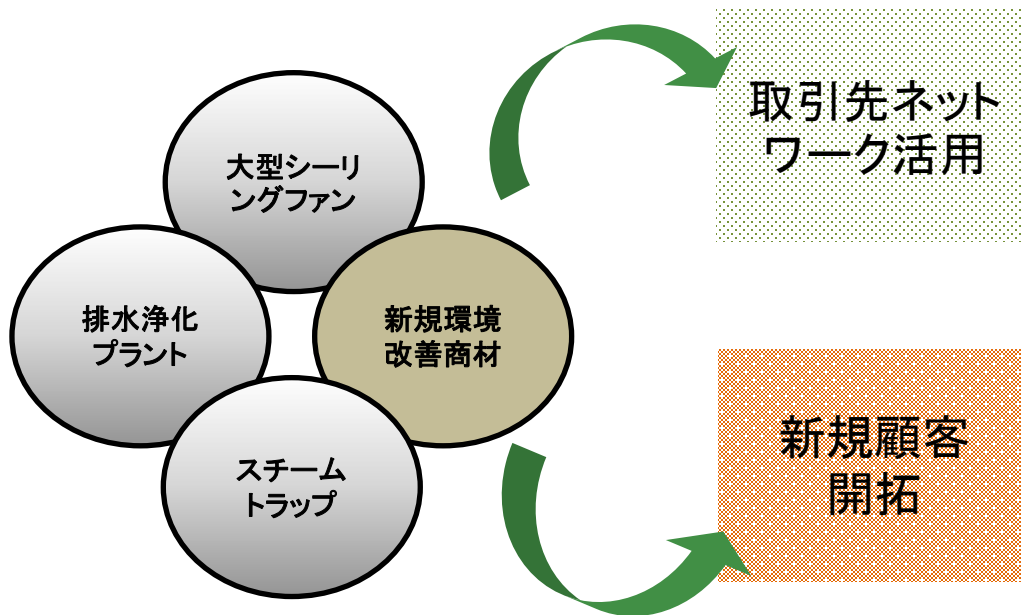 大型シーリ
ングファン
排水浄化
プラント
新規環境
改善商材
スチーム
トラップ
取引先ネット
ワーク活用
新規顧客
開拓